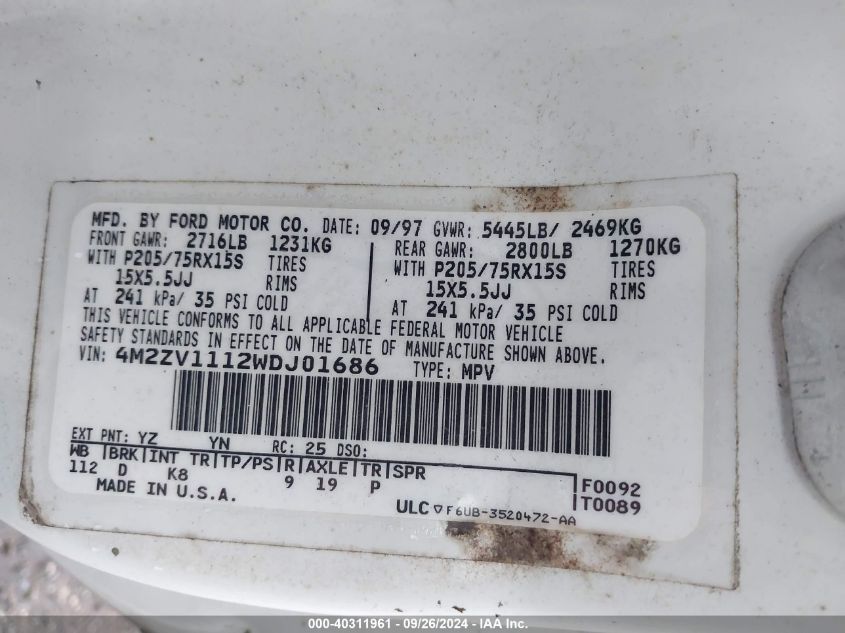 MFD. BY FORD MOTOR CO. DATE: 09/97 GVWR: 5445LB/ 2469KG
FRONT GAWR: 2716LB 1231KG
WITH P205/75RX15S TIRES
15X5.5JJ RIMS
AT 241 kPa/ 35 PSI COLD
REAR GAWR: 2800LB 1270KG
WITH P205/75RX15S TIRES
15X5.5JJ RIMS
AT 241 kPa/ 35 PSI COLD
THIS VEHICLE CONFORMS TO ALL APPLICABLE FEDERAL MOTOR VEHICLE
SAFETY STANDARDS IN EFFECT ON THE DATE OF MANUFACTURE SHOWN ABOVE.
VIN: 4M2ZV1112WDJ01686 TYPE: MPV
EXT PNT: YZ YN RC: 25 DSO:
WB BRK INT TR TP/PS R AXLE TR SPR
112 D K8 9 19 P
F0092
T0089
MADE IN U.S.A.
ULC F6UB-3520472-AA
000-40311961 - 09/26/2024 - IAA Inc.